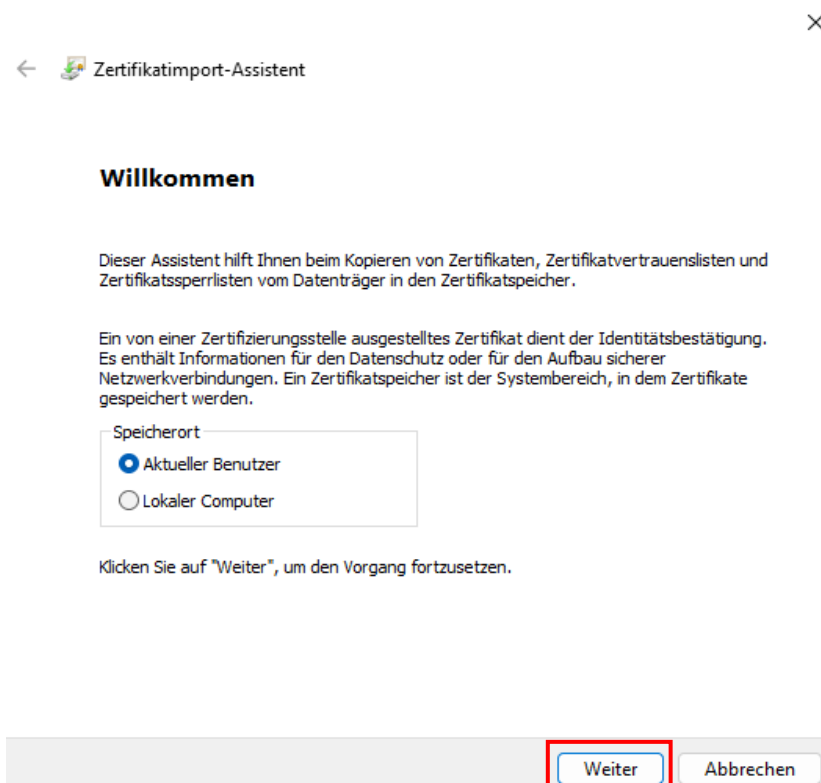 Zertifikatimport-Assistent
Willkommen
Dieser Assistent hilft Ihnen beim Kopieren von Zertifikaten, Zertifikatvertrauenslisten und
Zertifikatssperrlisten vom Datenträger in den Zertifikatspeicher.
Ein von einer Zertifizierungsstelle ausgestelltes Zertifikat dient der Identitätsbestätigung.
Es enthält Informationen für den Datenschutz oder für den Aufbau sicherer
Netzwerkverbindungen. Ein Zertifikatspeicher ist der Systembereich, in dem Zertifikate
gespeichert werden.
Speicherort
Aktueller Benutzer
Lokaler Computer
Klicken Sie auf "Weiter", um den Vorgang fortzusetzen.
Weiter Abbrechen